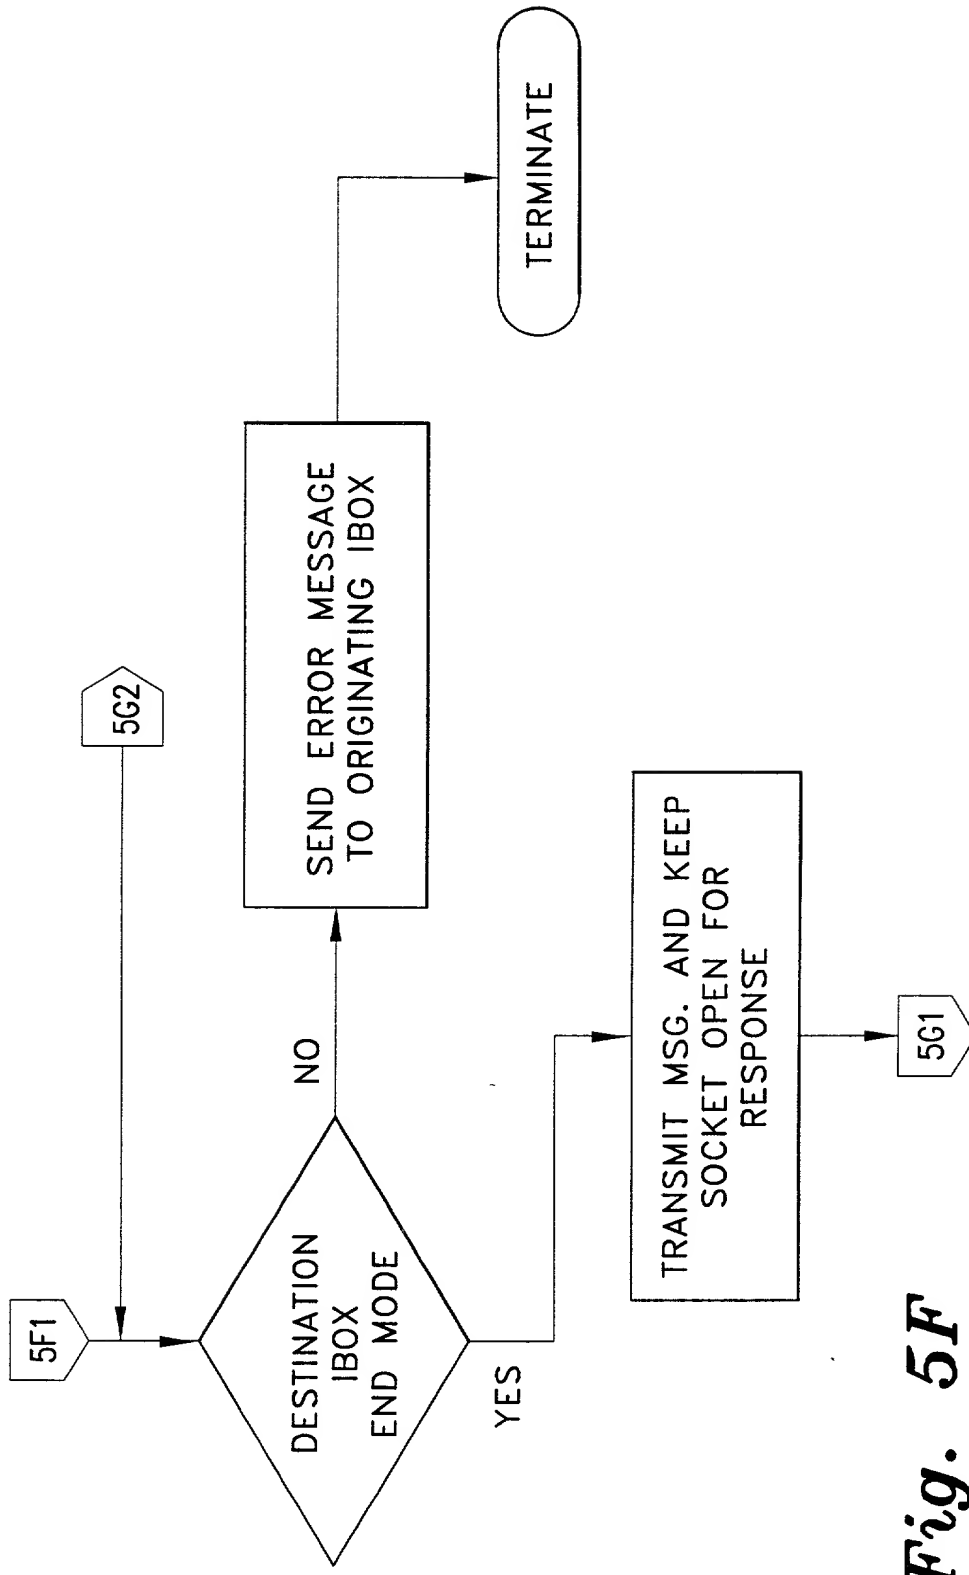 5F1
5G2
DESTINATION
IBOX
END MODE
NO
SEND ERROR MESSAGE
TO ORIGINATING IBOX
TERMINATE
YES
TRANSMIT MSG. AND KEEP
SOCKET OPEN FOR
RESPONSE
5G1
Fig. 5F